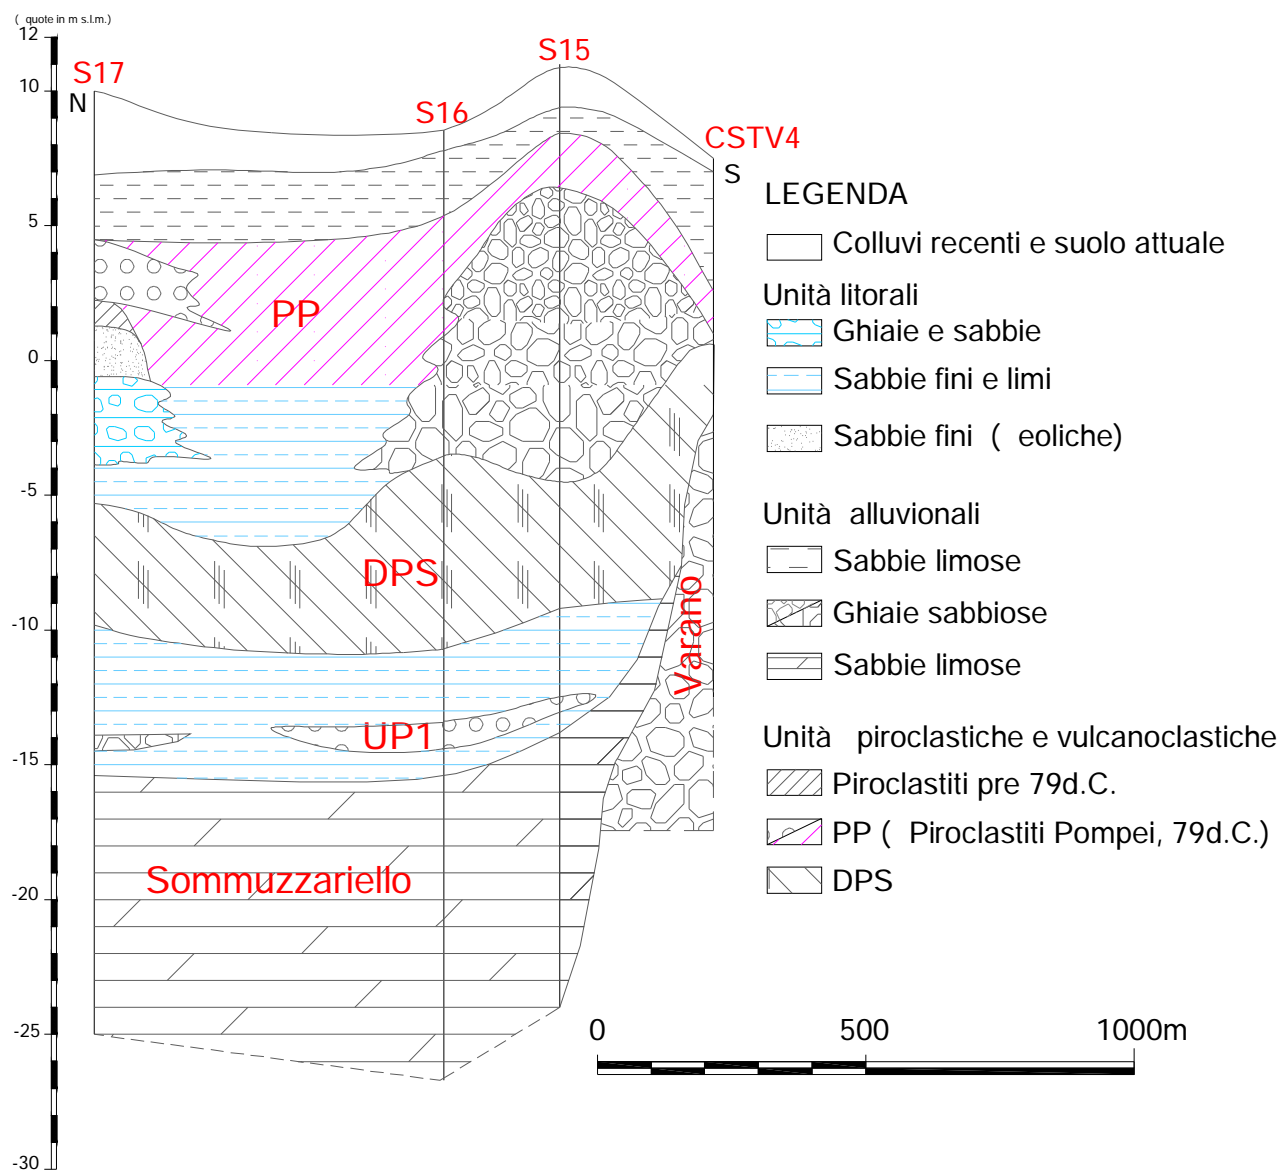 ( quote in m s.l.m.)
12
10
5
0
-5
-10
-15
-20
-25
-30
S17
N
S16
S15
CSTV4
S
PP
DPS
UP1
Varano
Sommuzzariello
LEGENDA
Colluvi recenti e suolo attuale
Unità litorali
Ghiaie e sabbie
Sabbie fini e limi
Sabbie fini ( eoliche)
Unità alluvionali
Sabbie limose
Ghiaie sabbiose
Sabbie limose
Unità piroclastiche e vulcanoclastiche
Piroclastiti pre 79d.C.
PP ( Piroclastiti Pompei, 79d.C.)
DPS
0 500 1000m